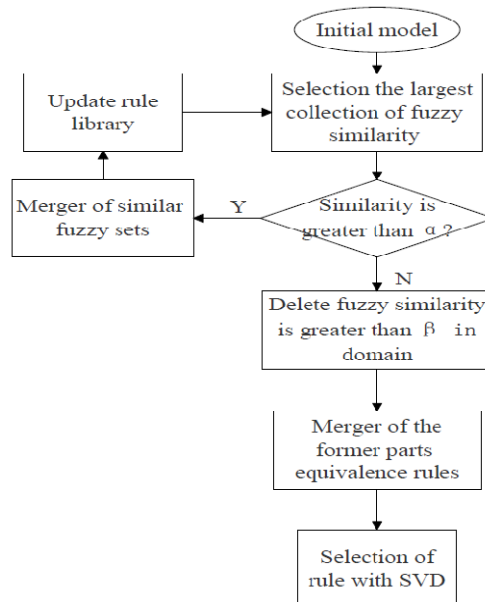 Initial model
Update rule
library
Selection the largest
collection of fuzzy
similarity
Merger of similar
fuzzy sets
Y
Similarity is
greater than α?
N
Delete fuzzy similarity
is greater than β in
domain
Merger of the
former parts
equivalence rules
Selection of
rule with SVD